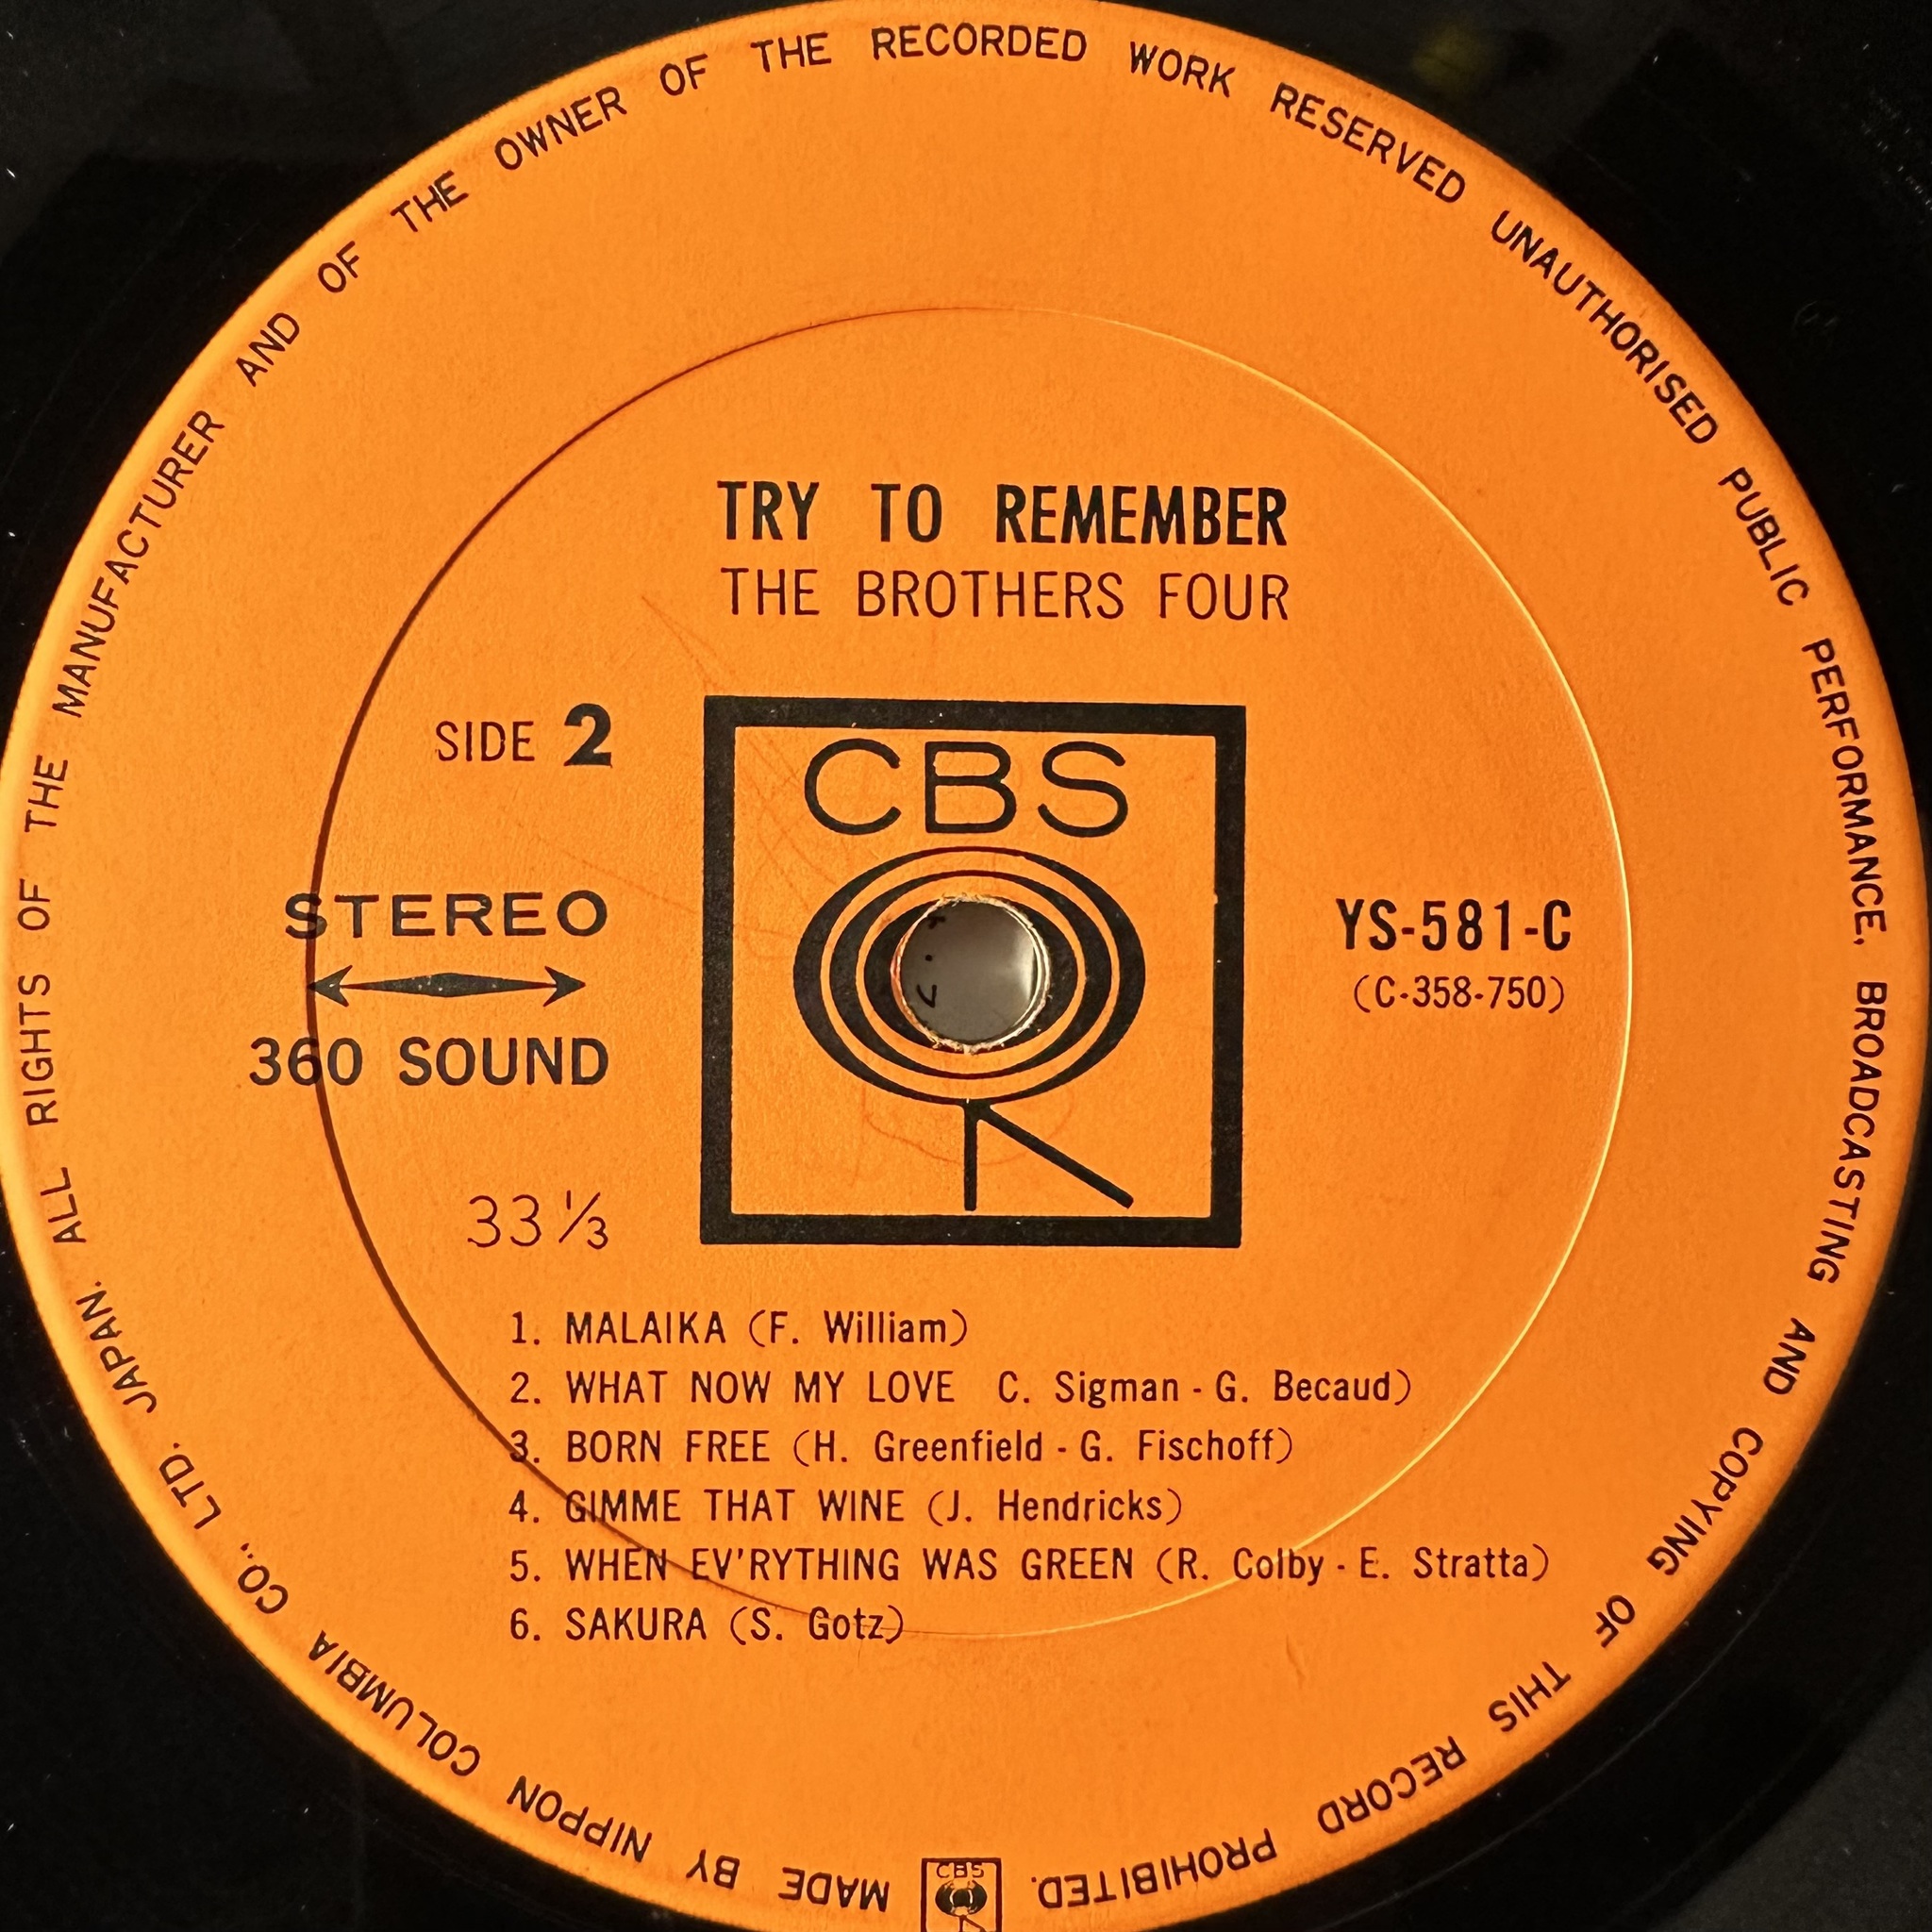 TRY TO REMEMBER
THE BROTHERS FOUR
SIDE 2
CBS
STEREO
360 SOUND
YS-581-C
(C-358-750)
33 1/3
1. MALAIKA (F. William)
2. WHAT NOW MY LOVE C. Sigman - G. Becaud)
3. BORN FREE (H. Greenfield - G. Fischoff)
4. GIMME THAT WINE (J. Hendricks)
5. WHEN EV'RYTHING WAS GREEN (R. Colby - E. Stratta)
6. SAKURA (S. Gotz)
MADE BY NIPPON COLUMBIA CO., LTD. JAPAN. ALL RIGHTS OF THE MANUFACTURER AND OF THE OWNER OF THE RECORDED WORK RESERVED UNAUTHORISED PUBLIC PERFORMANCE, BROADCASTING AND COPYING OF THIS RECORD PROHIBITED.
CBS